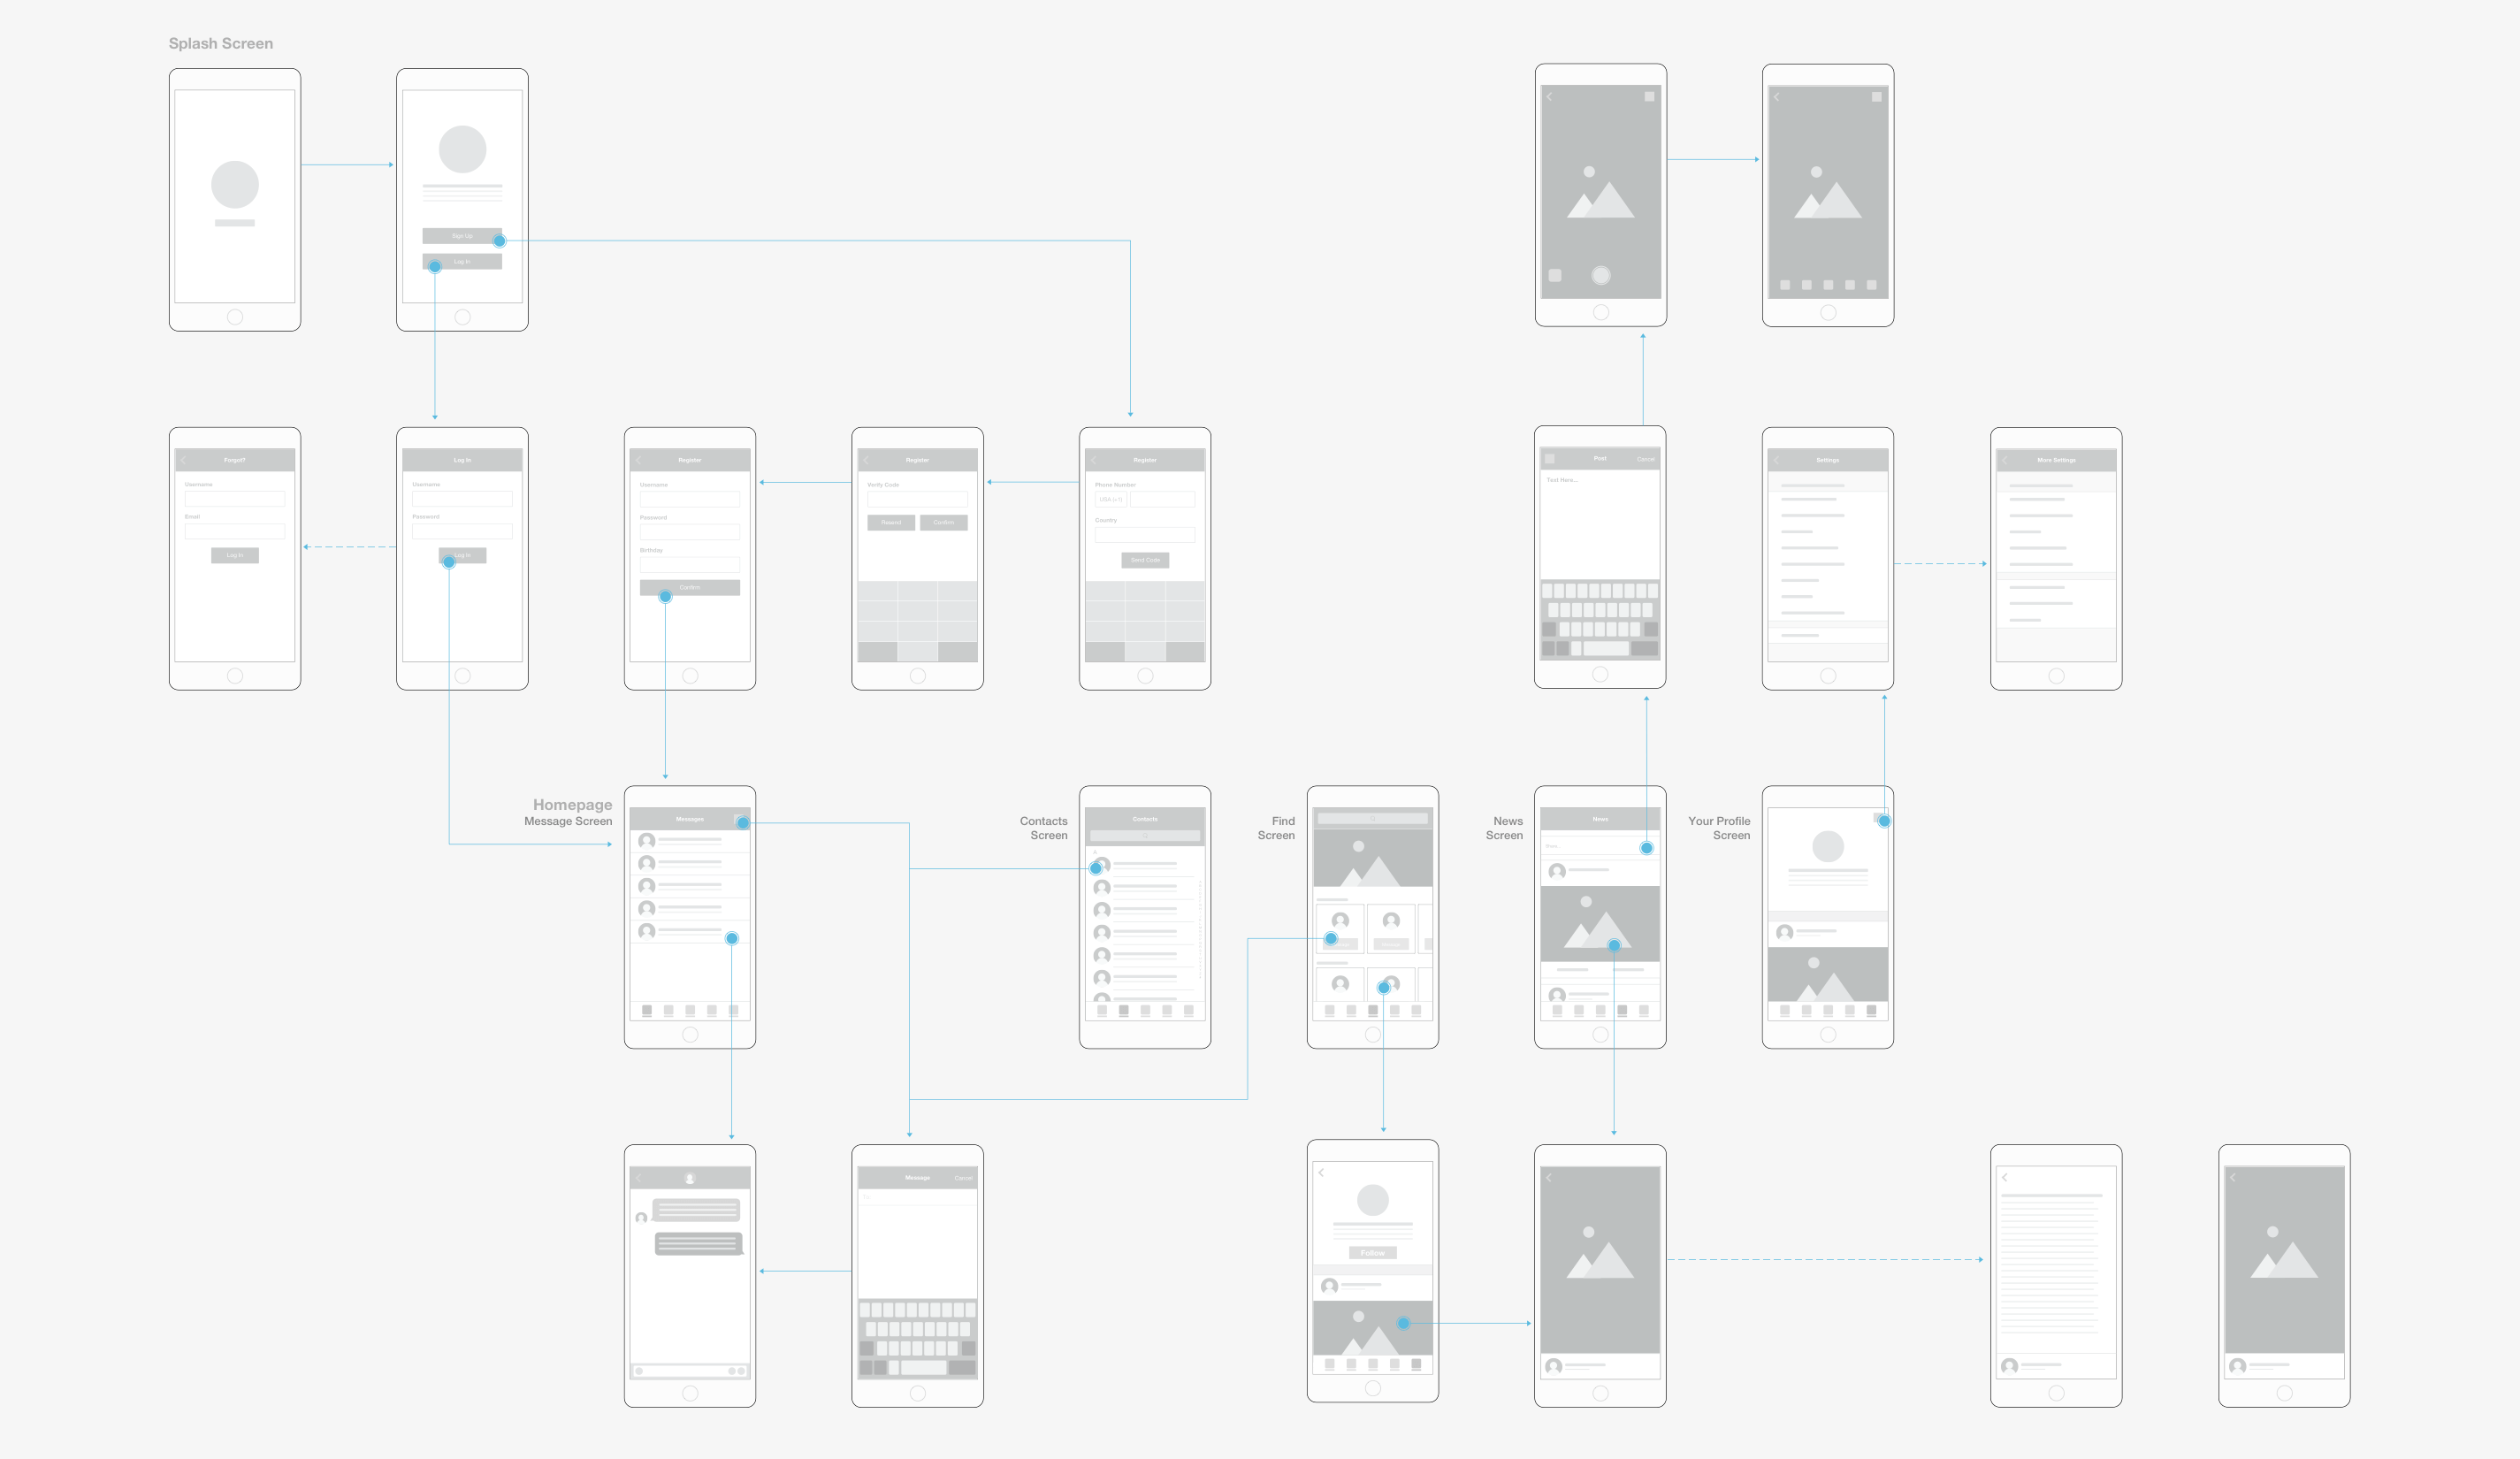 Splash Screen
Sign Up
Log In
Forgot?
Username
Email
Log In
Log In
Username
Password
Log In
Register
Username
Password
Birthday
Confirm
Register
Verify Code
Resend
Confirm
Register
Phone Number
USA (+1)
Country
Send Code
Post
Cancel
Text Here...
Settings
More Settings
Homepage
Message Screen
Messages
Contacts
Screen
Contacts
Find
Screen
News
Screen
News
Your Profile
Screen
Message
Cancel
Follow